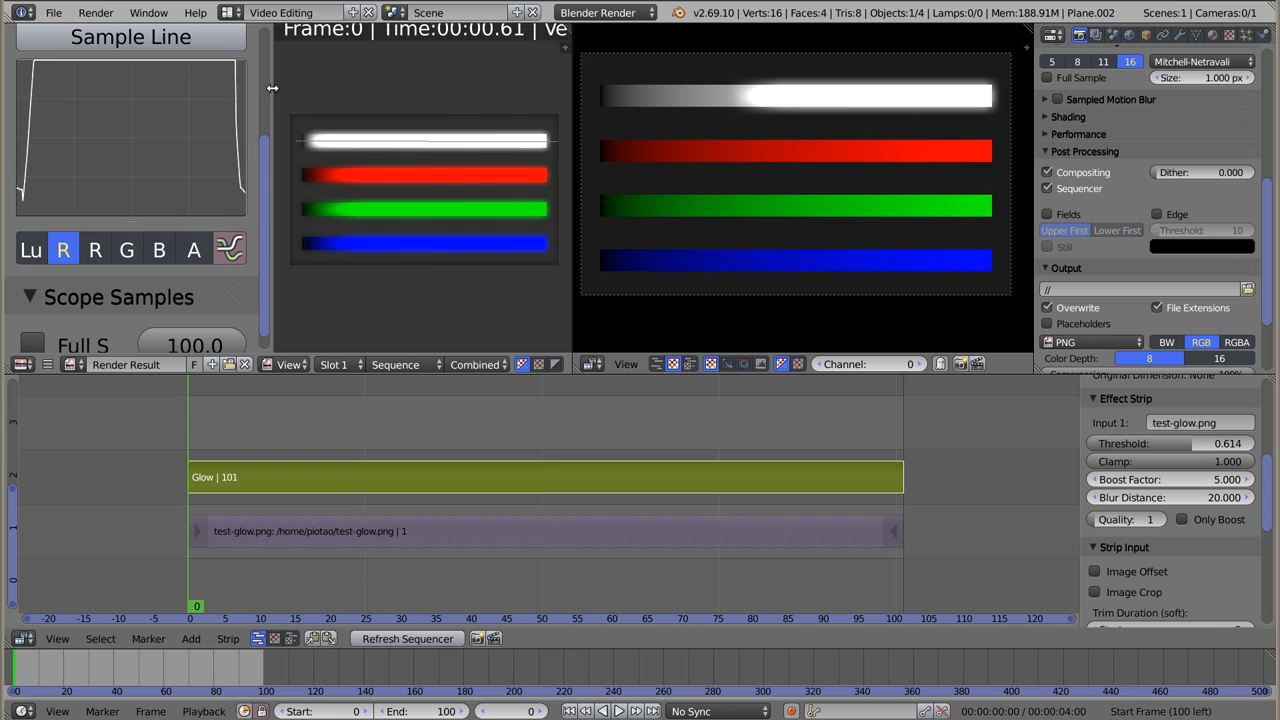 File Render Window Help Video Editing Scene Blender Render v2.69.10 | Verts:16 | Faces:4 | Tris:8 | Objects:1/4 | Lamps:0/0 | Mem:188.91M | Plane.002 Scenes:1 | Cameras:0/1
Sample Line
Lu R R G B A
Scope Samples
Full S 100.0
Render Result F
Frame:0 | Time:00:00.61 | Ve
View Slot 1 Sequence Combined
View Channel: 0
5 8 11 16 Mitchell-Netravali
Full Sample Size: 1.000 px
Sampled Motion Blur
Shading
Performance
Post Processing
Compositing Dither: 0.000
Sequencer
Fields Edge
Upper First Lower First Threshold: 10
Still
Output
//
Overwrite File Extensions
Placeholders
PNG BW RGB RGBA
Color Depth: 8 16
3
2
1
0
Glow | 101
test-glow.png: /home/piotao/test-glow.png | 1
0
-20 -15 -10 -5 0 5 10 15 20 25 30 35 40 45 50 55 60 65 70 75 80 85 90 95 100 105 110 115 120
Original Dimension: None
Effect Strip
Input 1: test-glow.png
Threshold: 0.614
Clamp: 1.000
Boost Factor: 5.000
Blur Distance: 20.000
Quality: 1 Only Boost
Strip Input
Image Offset
Image Crop
Trim Duration (soft):
View Select Marker Add Strip Refresh Sequencer
0 20 40 60 80 100 120 140 160 180 200 220 240 260 280 300 320 340 360 380 400 420 440 460 480 500
View Marker Frame Playback Start: 0 End: 100 0 No Sync 00:00:00:00 / 00:00:04:00 Start Frame (100 left)